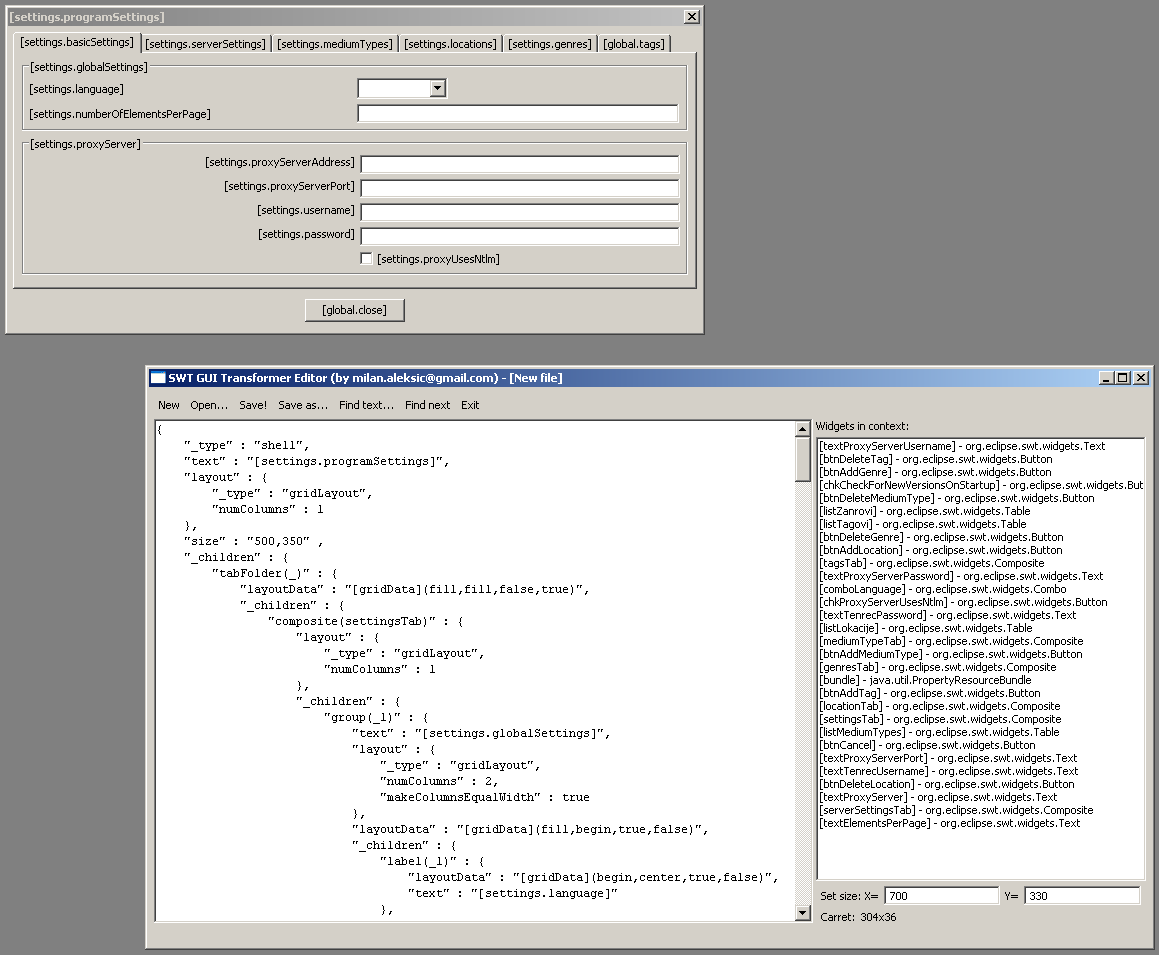 [settings.programSettings]
[settings.basicSettings] [settings.serverSettings] [settings.mediumTypes] [settings.locations] [settings.genres] [global.tags]
[settings.globalSettings]
[settings.language]
[settings.numberOfElementsPerPage]
[settings.proxyServer]
[settings.proxyServerAddress]
[settings.proxyServerPort]
[settings.username]
[settings.password]
[settings.proxyUsesNtlm]
[global.close]
SWT GUI Transformer Editor (by milan.aleksic@gmail.com) - [New file]
New Open... Save! Save as... Find text... Find next Exit
{
"_type" : "shell",
"text" : "[settings.programSettings]",
"layout" : {
"_type" : "gridLayout",
"numColumns" : 1
},
"size" : "500,350" ,
"_children" : {
"tabFolder(_)" : {
"layoutData" : "[gridData](fill,fill,false,true)",
"_children" : {
"composite(settingsTab)" : {
"layout" : {
"_type" : "gridLayout",
"numColumns" : 1
},
"_children" : {
"group(_1)" : {
"text" : "[settings.globalSettings]",
"layout" : {
"_type" : "gridLayout",
"numColumns" : 2,
"makeColumnsEqualWidth" : true
},
"layoutData" : "[gridData](fill,begin,true,false)",
"_children" : {
"label(_1)" : {
"layoutData" : "[gridData](begin,center,true,false)",
"text" : "[settings.language]"
},
Widgets in context:
[textProxyServerUsername] - org.eclipse.swt.widgets.Text
[btnDeleteTag] - org.eclipse.swt.widgets.Button
[btnAddGenre] - org.eclipse.swt.widgets.Button
[chkCheckForNewVersionsOnStartup] - org.eclipse.swt.widgets.But
[btnDeleteMediumType] - org.eclipse.swt.widgets.Button
[listZanrovi] - org.eclipse.swt.widgets.Table
[listTagovi] - org.eclipse.swt.widgets.Table
[btnDeleteGenre] - org.eclipse.swt.widgets.Button
[btnAddLocation] - org.eclipse.swt.widgets.Button
[tagsTab] - org.eclipse.swt.widgets.Composite
[textProxyServerPassword] - org.eclipse.swt.widgets.Text
[comboLanguage] - org.eclipse.swt.widgets.Combo
[chkProxyServerUsesNtlm] - org.eclipse.swt.widgets.Button
[textTenrecPassword] - org.eclipse.swt.widgets.Text
[listLokacije] - org.eclipse.swt.widgets.Table
[mediumTypeTab] - org.eclipse.swt.widgets.Composite
[btnAddMediumType] - org.eclipse.swt.widgets.Button
[genresTab] - org.eclipse.swt.widgets.Composite
[bundle] - java.util.PropertyResourceBundle
[btnAddTag] - org.eclipse.swt.widgets.Button
[locationTab] - org.eclipse.swt.widgets.Composite
[settingsTab] - org.eclipse.swt.widgets.Composite
[listMediumTypes] - org.eclipse.swt.widgets.Table
[btnCancel] - org.eclipse.swt.widgets.Button
[textProxyServerPort] - org.eclipse.swt.widgets.Text
[textTenrecUsername] - org.eclipse.swt.widgets.Text
[btnDeleteLocation] - org.eclipse.swt.widgets.Button
[textProxyServer] - org.eclipse.swt.widgets.Text
[serverSettingsTab] - org.eclipse.swt.widgets.Composite
[textElementsPerPage] - org.eclipse.swt.widgets.Text
Set size: X= 700 Y= 330
Carret: 304x36